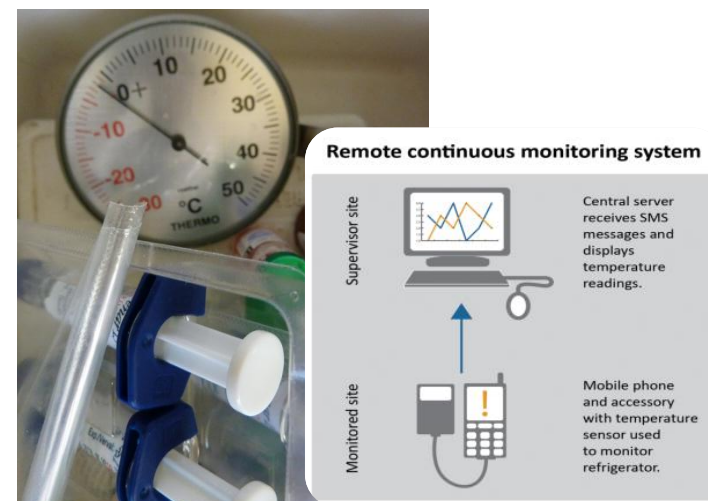 0+
10
20
30
40
50
-10
-20
-30
°C
THERMO
Remote continuous monitoring system
Supervisor site
Central server
receives SMS
messages and
displays
temperature
readings.
Monitored site
Mobile phone
and accessory
with temperature
sensor used
to monitor
refrigerator.